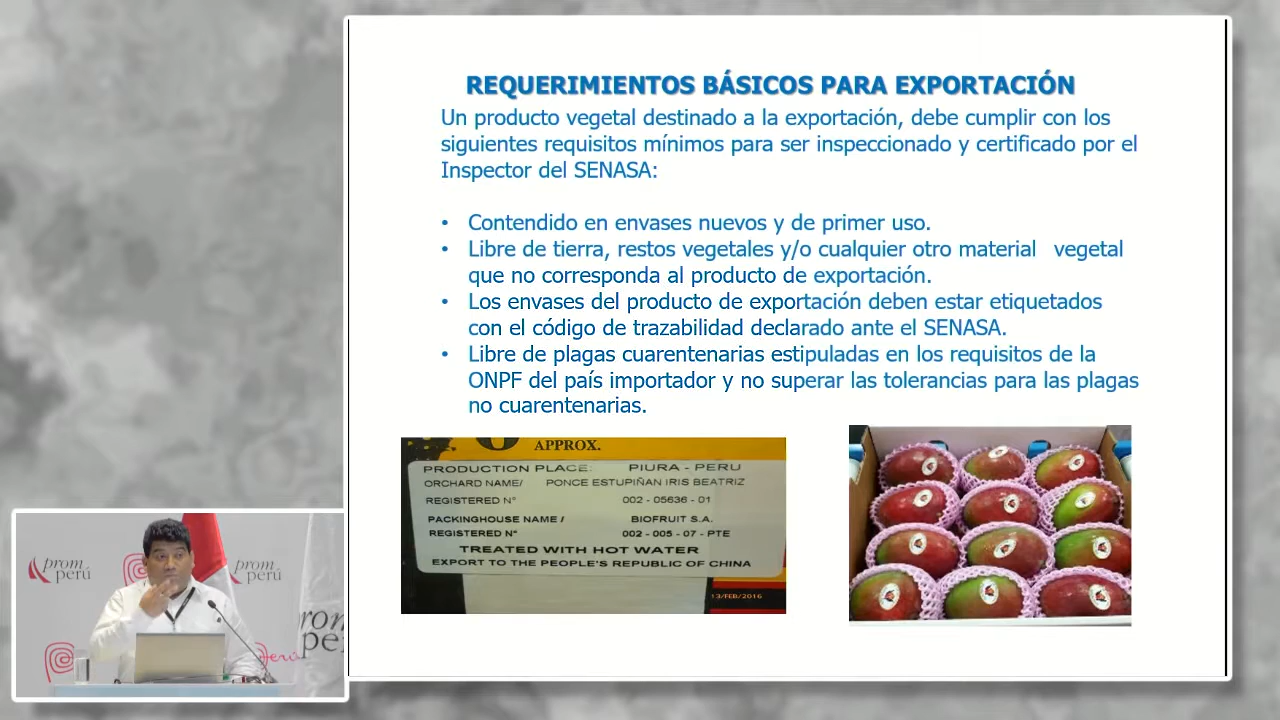 REQUERIMIENTOS BÁSICOS PARA EXPORTACIÓN
Un producto vegetal destinado a la exportación, debe cumplir con los
siguientes requisitos mínimos para ser inspeccionado y certificado por el
Inspector del SENASA:
• Contendido en envases nuevos y de primer uso.
• Libre de tierra, restos vegetales y/o cualquier otro material vegetal
que no corresponda al producto de exportación.
• Los envases del producto de exportación deben estar etiquetados
con el código de trazabilidad declarado ante el SENASA.
• Libre de plagas cuarentenarias estipuladas en los requisitos de la
ONPF del país importador y no superar las tolerancias para las plagas
no cuarentenarias.
APPROX.
PRODUCTION PLACE: PIURA - PERU
ORCHARD NAME/ PONCE ESTUPIÑAN IRIS BEATRIZ
REGISTERED N° 002 - 05636 - 01
PACKINGHOUSE NAME / BIOFRUIT S.A.
REGISTERED N° 002 - 005 - 07 - PTE
TREATED WITH HOT WATER
EXPORT TO THE PEOPLE'S REPUBLIC OF CHINA
13/FEB/2016
prom
perú
prom
perú
prom
perú